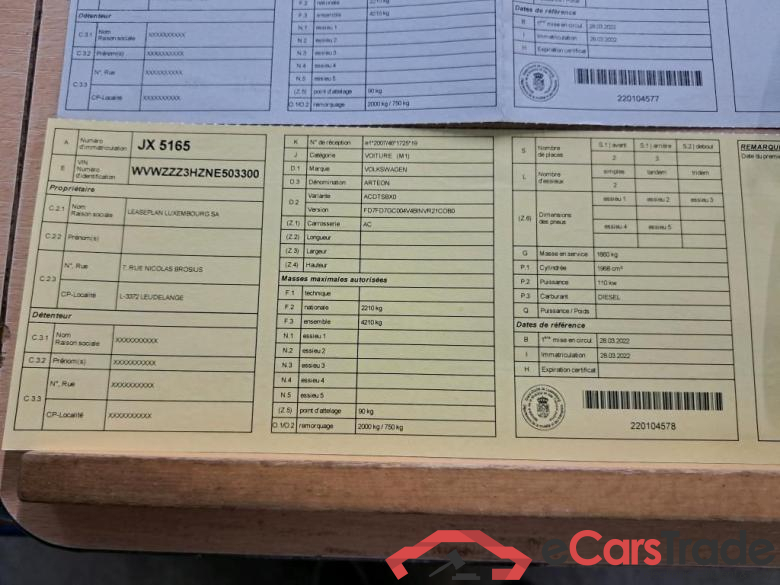 Détenteur
C.3.1 Nom Raison sociale XXXXXXXXXX
C.3.2 Prénom(s) XXXXXXXXXX
C.3.3 N°, Rue XXXXXXXXXX
CP-Localité XXXXXXXXXX
F.2 nationale 2210 kg
F.3 ensemble 4210 kg
N.1 essieu 1
N.2 essieu 2
N.3 essieu 3
N.4 essieu 4
N.5 essieu 5
(Z.5) point d'attelage 90 kg
O.1/O.2 remorquage 2000 kg / 750 kg
Dates de référence
B 1ère mise en circul. 28.03.2022
I Immatriculation 28.03.2022
H Expiration certificat
220104577
A Numéro d'immatriculation JX 5165
E VIN Numéro d'identification WVWZZZ3HZNE503300
Propriétaire
C.2.1 Nom Raison sociale LEASEPLAN LUXEMBOURG SA
C.2.2 Prénom(s)
C.2.3 N°, Rue 7, RUE NICOLAS BROSIUS
CP-Localité L-3372 LEUDELANGE
Détenteur
C.3.1 Nom Raison sociale XXXXXXXXXX
C.3.2 Prénom(s) XXXXXXXXXX
C.3.3 N°, Rue XXXXXXXXXX
CP-Localité XXXXXXXXXX
K N° de réception e1*2007/46*1725*19
J Catégorie VOITURE (M1)
D.1 Marque VOLKSWAGEN
D.3 Dénomination ARTEON
D.2 Variante ACDTSBX0
Version
(Z.1) Carrosserie AC
(Z.2) Longueur
(Z.3) Largeur
(Z.4) Hauteur
Masses maximales autorisées
F.1 technique
F.2 nationale 2210 kg
F.3 ensemble 4210 kg
N.1 essieu 1
N.2 essieu 2
N.3 essieu 3
N.4 essieu 4
N.5 essieu 5
(Z.5) point d'attelage 90 kg
O.1/O.2 remorquage 2000 kg / 750 kg
S Nombre de places S.1 | avant S.1 | arrière S.2 | debout
2 3
L Nombre d'essieux simples tandem tridem
2
(Z.6) Dimensions des pneus essieu 1 essieu 2 essieu 3
essieu 4 essieu 5
G Masse en service 1660 kg
P.1 Cylindrée 1968 cm³
P.2 Puissance 110 kw
P.3 Carburant DIESEL
Q Puissance / Poids
Dates de référence
B 1ère mise en circul. 28.03.2022
I Immatriculation 28.03.2022
H Expiration certificat
220104578
REMARQU
Date du premie
eCarsTrade